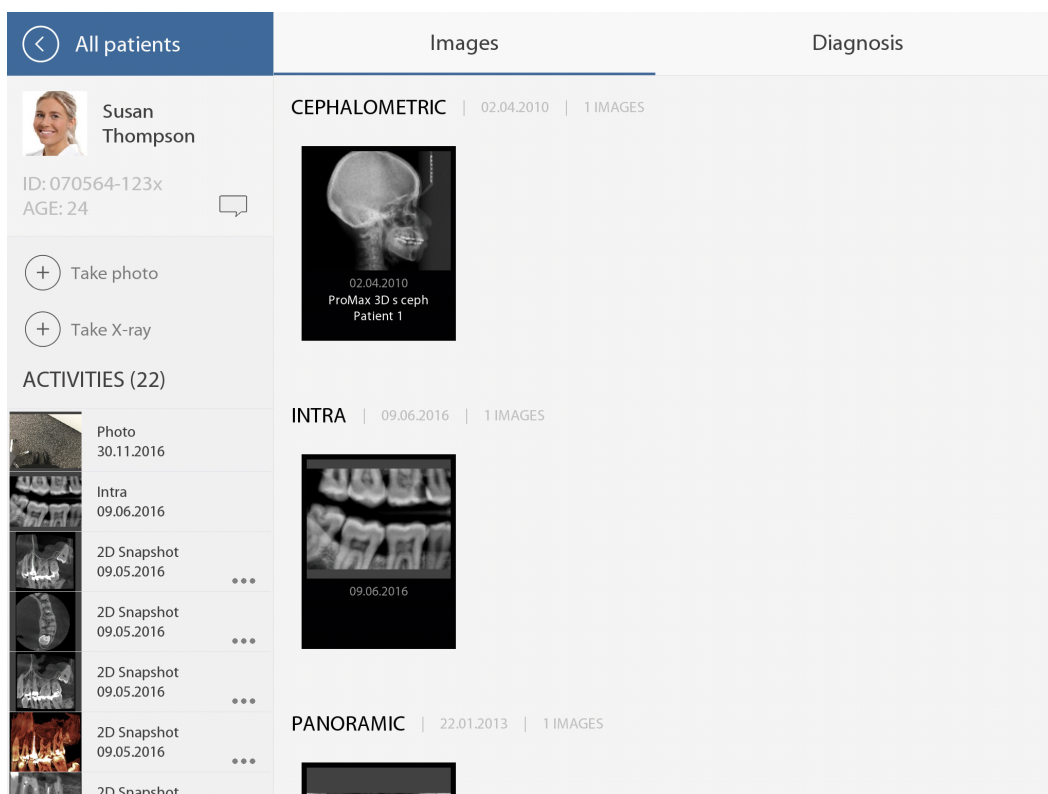 All patients
Images
Diagnosis
Susan
Thompson
ID: 070564-123x
AGE: 24
Take photo
Take X-ray
ACTIVITIES (22)
Photo
30.11.2016
Intra
09.06.2016
2D Snapshot
09.05.2016
2D Snapshot
09.05.2016
2D Snapshot
09.05.2016
2D Snapshot
09.05.2016
2D Snapshot
CEPHALOMETRIC | 02.04.2010 | 1 IMAGES
02.04.2010
ProMax 3D s ceph
Patient 1
INTRA | 09.06.2016 | 1 IMAGES
09.06.2016
PANORAMIC | 22.01.2013 | 1 IMAGES